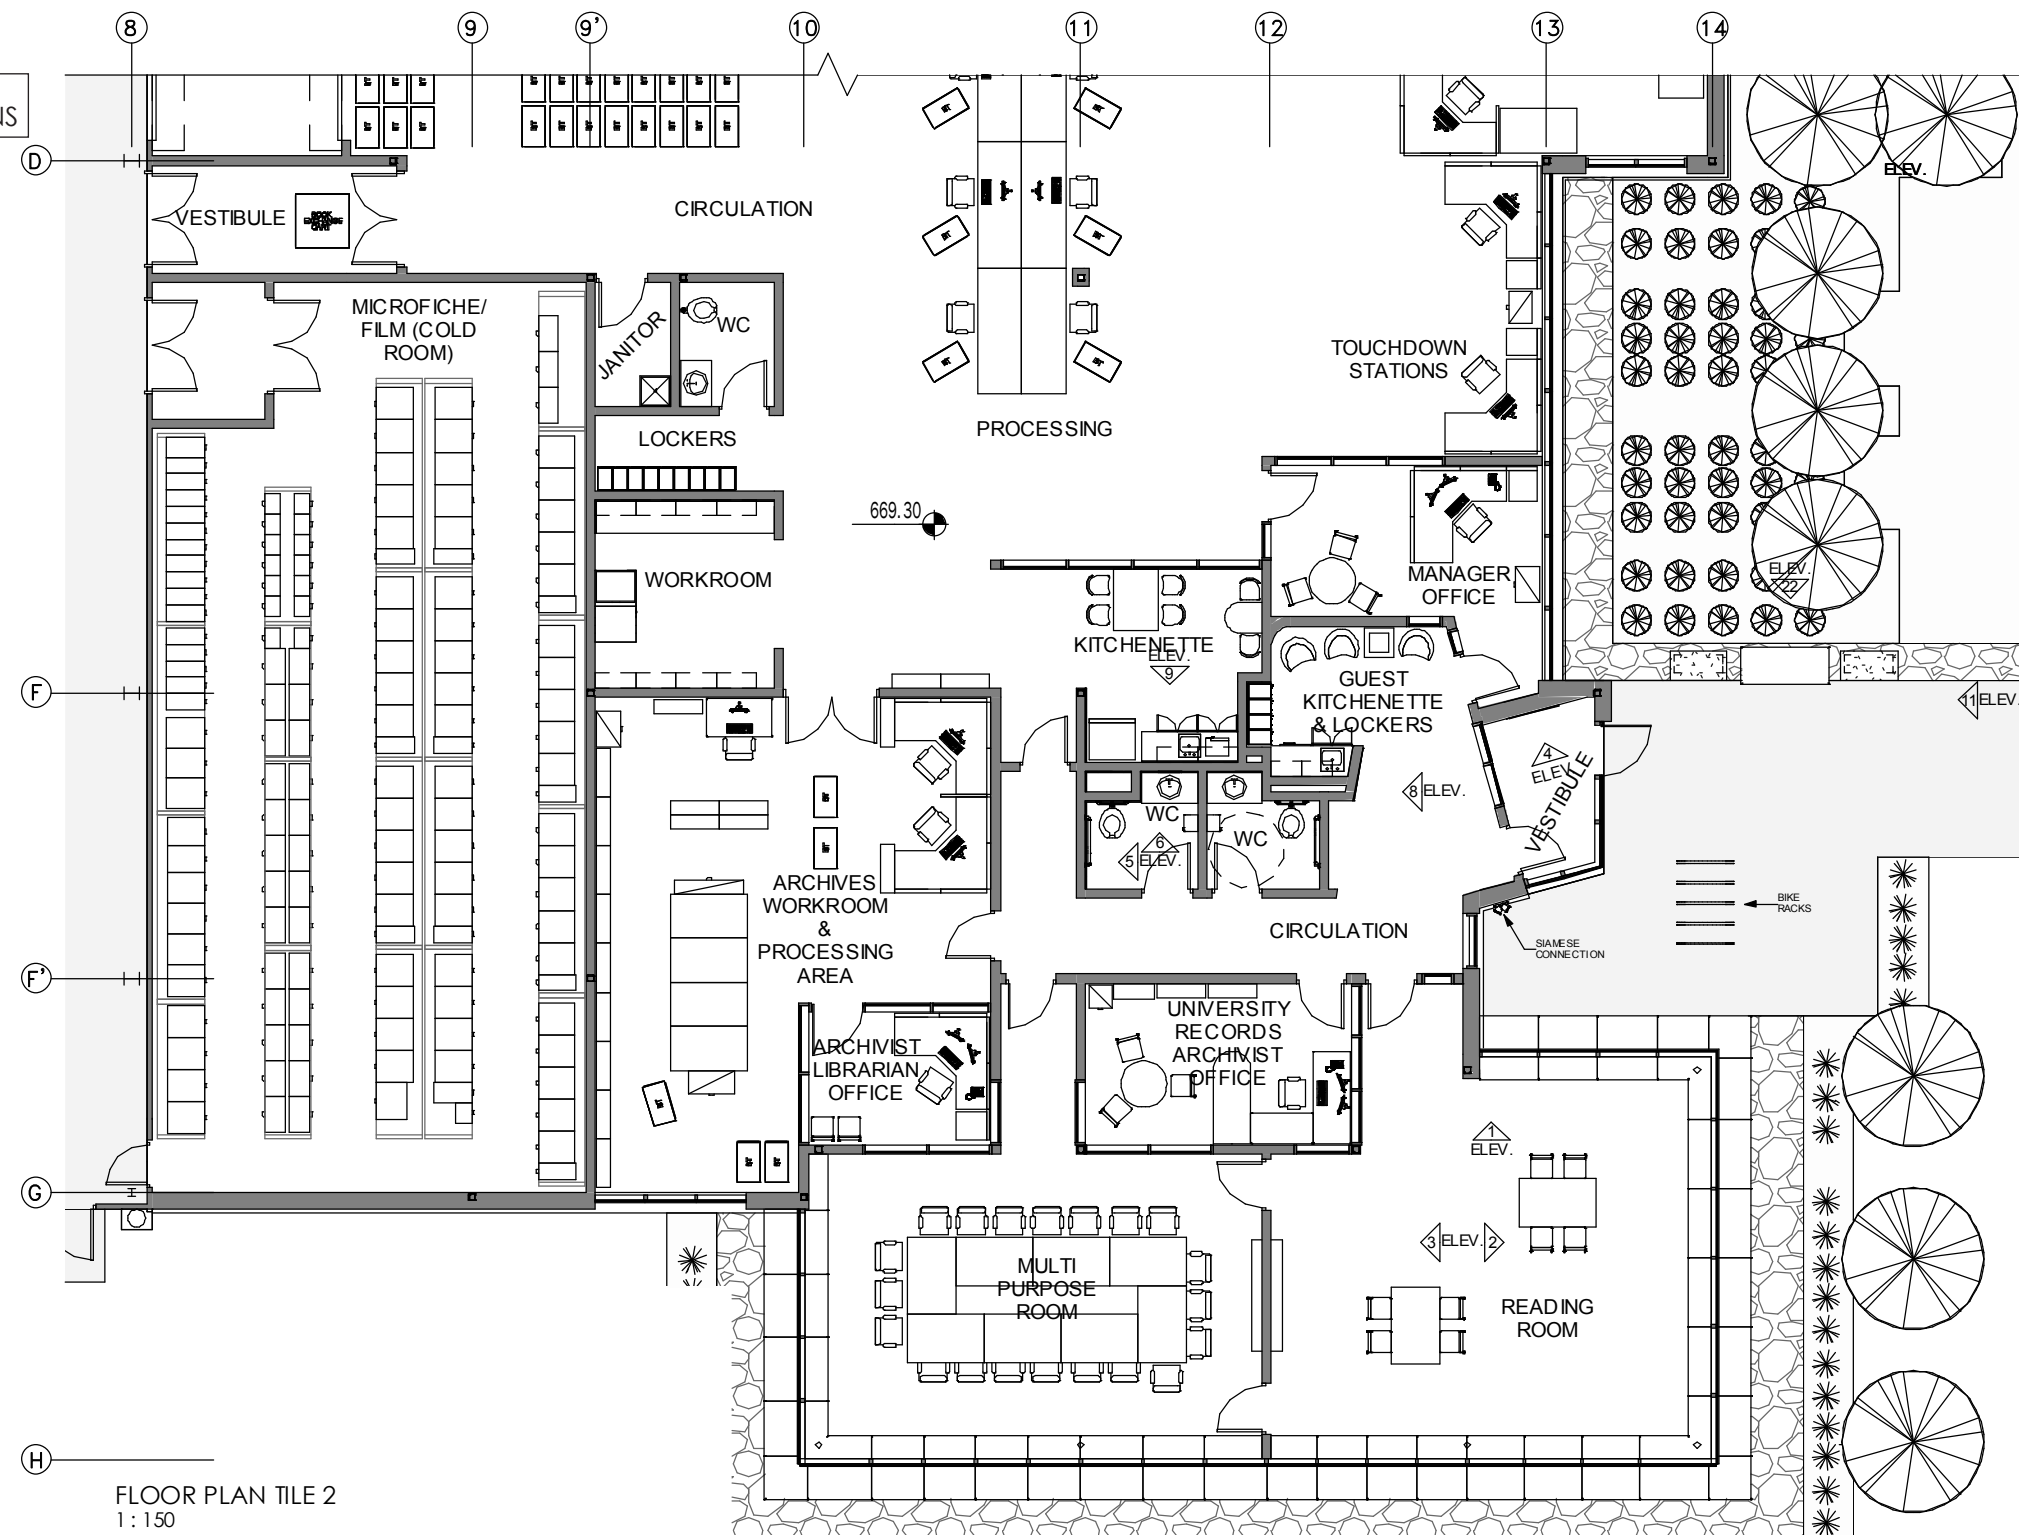 8
9
9'
10
11
12
13
14
NS
D
ELEV.
VESTIBULE
BOOK
EXCHANGE
CART
CIRCULATION
MICROFICHE/
FILM (COLD
ROOM)
JANITOR
WC
TOUCHDOWN
STATIONS
LOCKERS
PROCESSING
669.30
WORKROOM
MANAGER
OFFICE
ELEV.
22
KITCHENETTE
ELEV.
9
F
GUEST
KITCHENETTE
& LOCKERS
11 ELEV.
4
ELEV.
VESTIBULE
8 ELEV.
WC
WC
6
5 ELEV.
ARCHIVES
WORKROOM
&
PROCESSING
AREA
BIKE
RACKS
CIRCULATION
SIAMESE
CONNECTION
F'
UNIVERSITY
RECORDS
ARCHIVIST
OFFICE
ARCHIVIST
LIBRARIAN
OFFICE
1
ELEV.
G
3 ELEV. 2
MULTI
PURPOSE
ROOM
READING
ROOM
H
FLOOR PLAN TILE 2
1 : 150